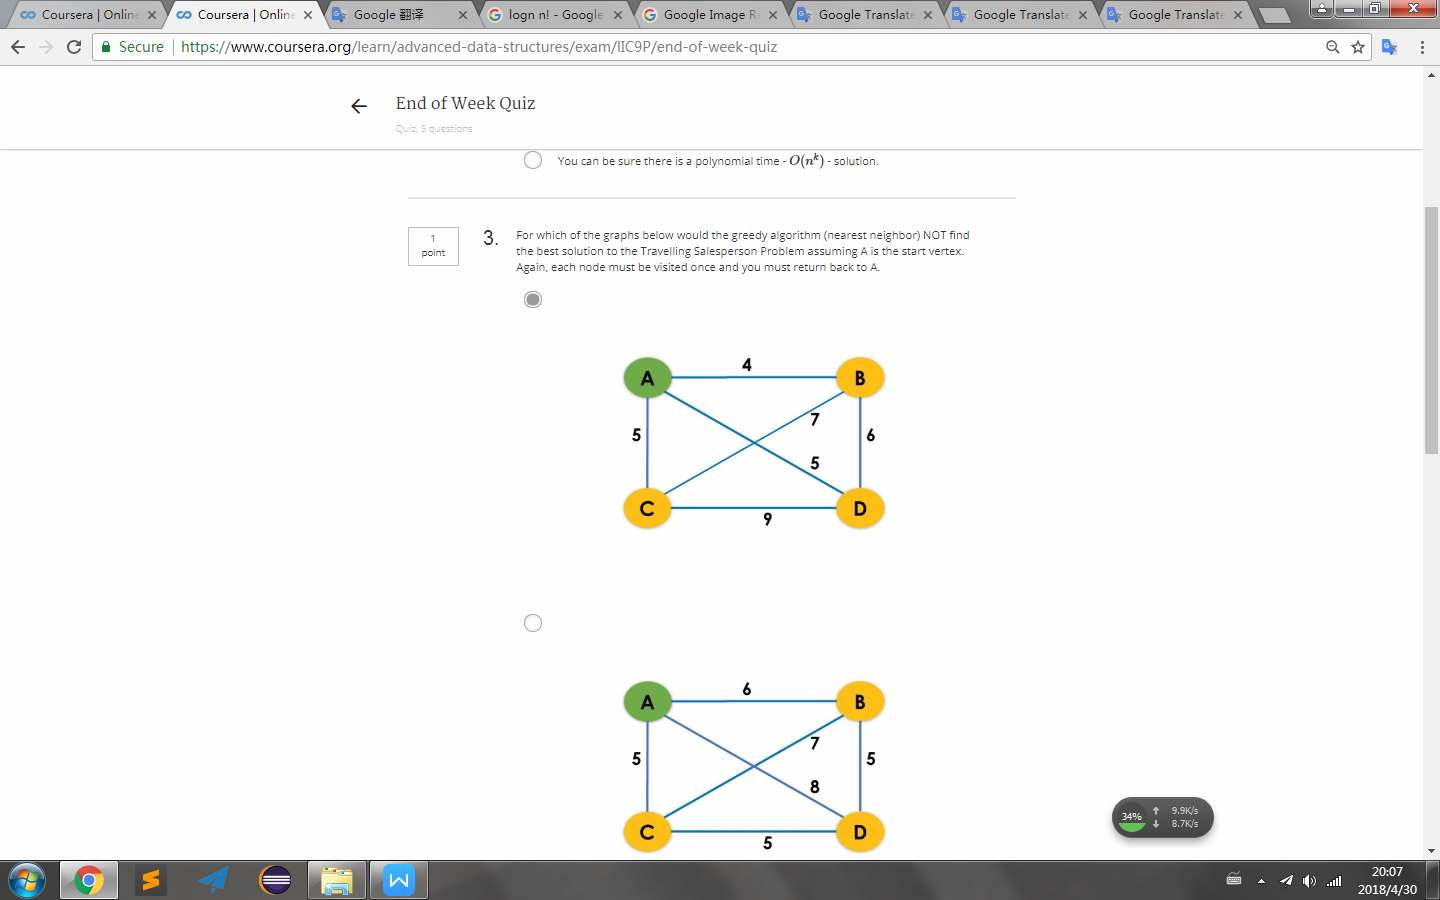 Coursera | Online
Coursera | Online
Google 翻译
logn n! - Google
Google Image Re
Google Translate
Google Translate
Google Translate
Secure
https://www.coursera.org/learn/advanced-data-structures/exam/lIC9P/end-of-week-quiz
End of Week Quiz
Quiz, 5 questions
You can be sure there is a polynomial time - O(n^k) - solution.
1
point
3.
For which of the graphs below would the greedy algorithm (nearest neighbor) NOT find
the best solution to the Travelling Salesperson Problem assuming A is the start vertex.
Again, each node must be visited once and you must return back to A.
4
A
B
7
5
6
5
C
D
9
6
A
B
7
5
5
8
C
D
5
34%
9.9K/s
8.7K/s
20:07
2018/4/30